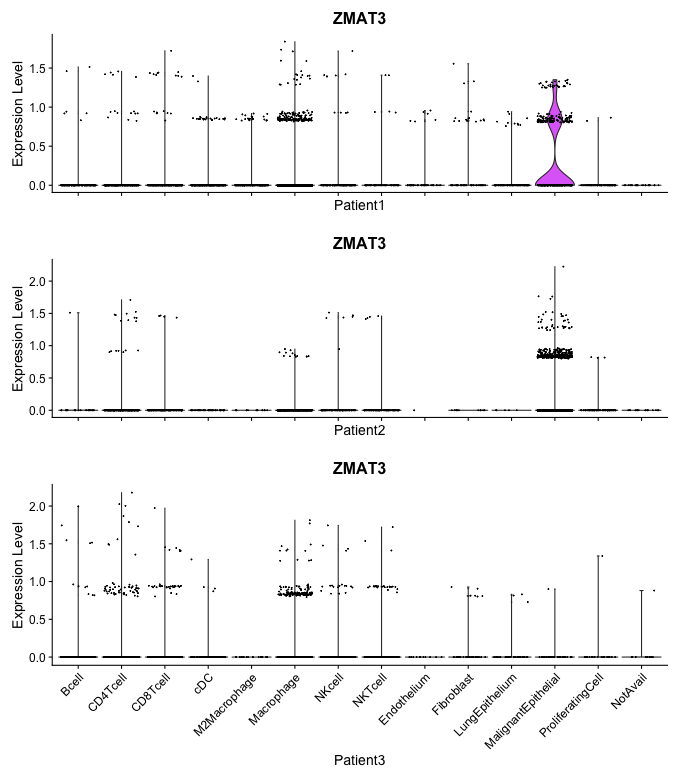 ZMAT3
Expression Level
1.5
1.0
0.5
0.0
Patient1
ZMAT3
Expression Level
2.0
1.5
1.0
0.5
0.0
Patient2
ZMAT3
Expression Level
2.0
1.5
1.0
0.5
0.0
Bcell
CD4Tcell
CD8Tcell
cDC
M2Macrophage
Macrophage
NKcell
NKTcell
Endothelium
Fibroblast
LungEpithelium
MalignantEpithelial
ProliferatingCell
NotAvail
Patient3